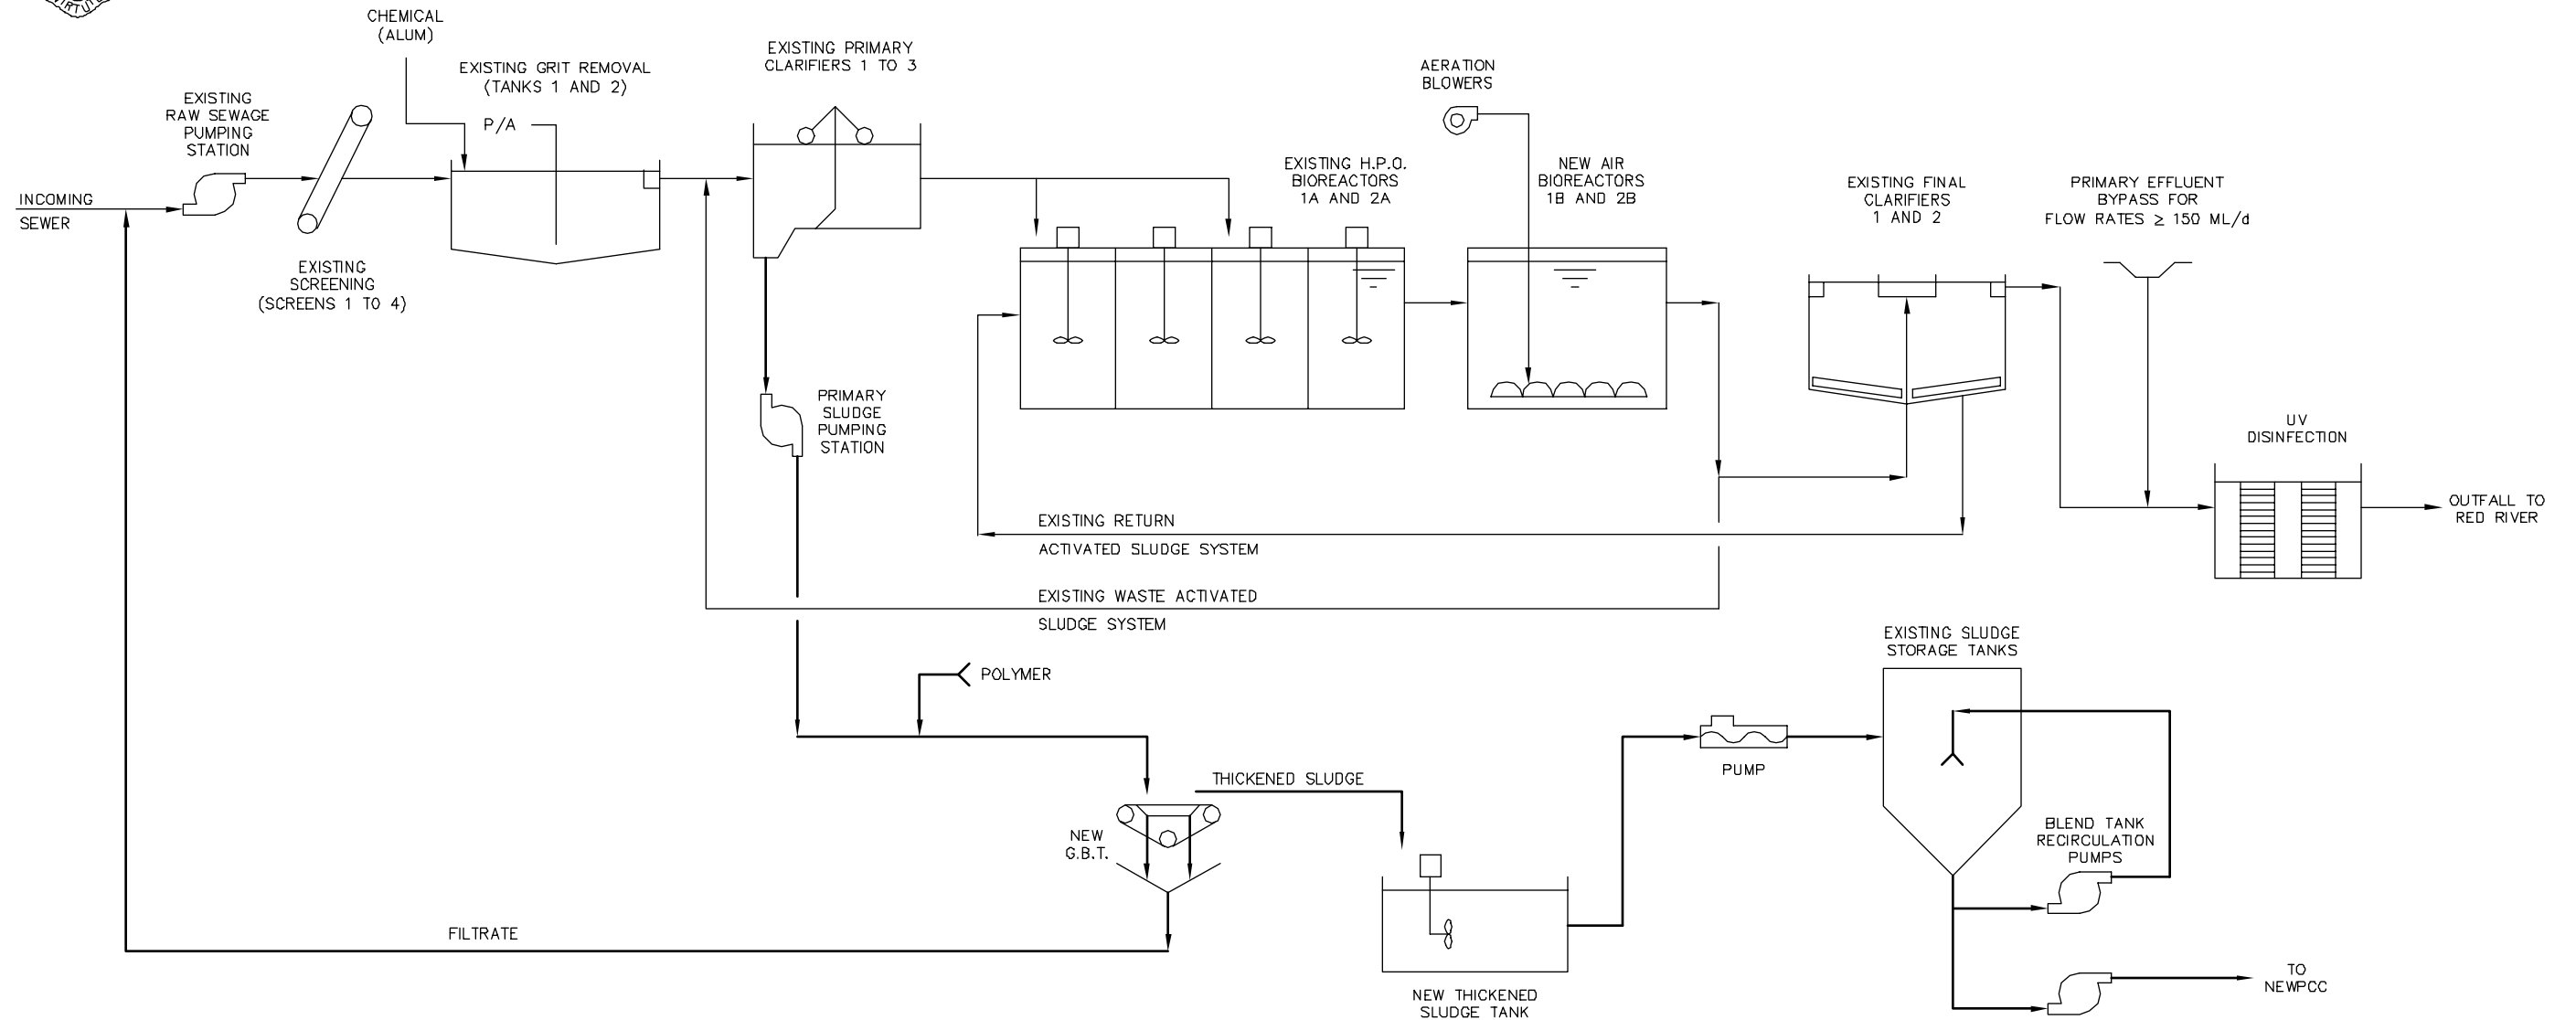 VIRTUTE
CHEMICAL
(ALUM)
EXISTING GRIT REMOVAL
(TANKS 1 AND 2)
P/A
EXISTING
RAW SEWAGE
PUMPING
STATION
INCOMING
SEWER
EXISTING
SCREENING
(SCREENS 1 TO 4)
EXISTING PRIMARY
CLARIFIERS 1 TO 3
PRIMARY
SLUDGE
PUMPING
STATION
AERATION
BLOWERS
EXISTING H.P.O.
BIOREACTORS
1A AND 2A
NEW AIR
BIOREACTORS
1B AND 2B
EXISTING FINAL
CLARIFIERS
1 AND 2
PRIMARY EFFLUENT
BYPASS FOR
FLOW RATES ≥ 150 ML/d
UV
DISINFECTION
OUTFALL TO
RED RIVER
EXISTING RETURN
ACTIVATED SLUDGE SYSTEM
EXISTING WASTE ACTIVATED
SLUDGE SYSTEM
POLYMER
THICKENED SLUDGE
NEW
G.B.T.
FILTRATE
NEW THICKENED
SLUDGE TANK
PUMP
EXISTING SLUDGE
STORAGE TANKS
BLEND TANK
RECIRCULATION
PUMPS
TO
NEWPCC